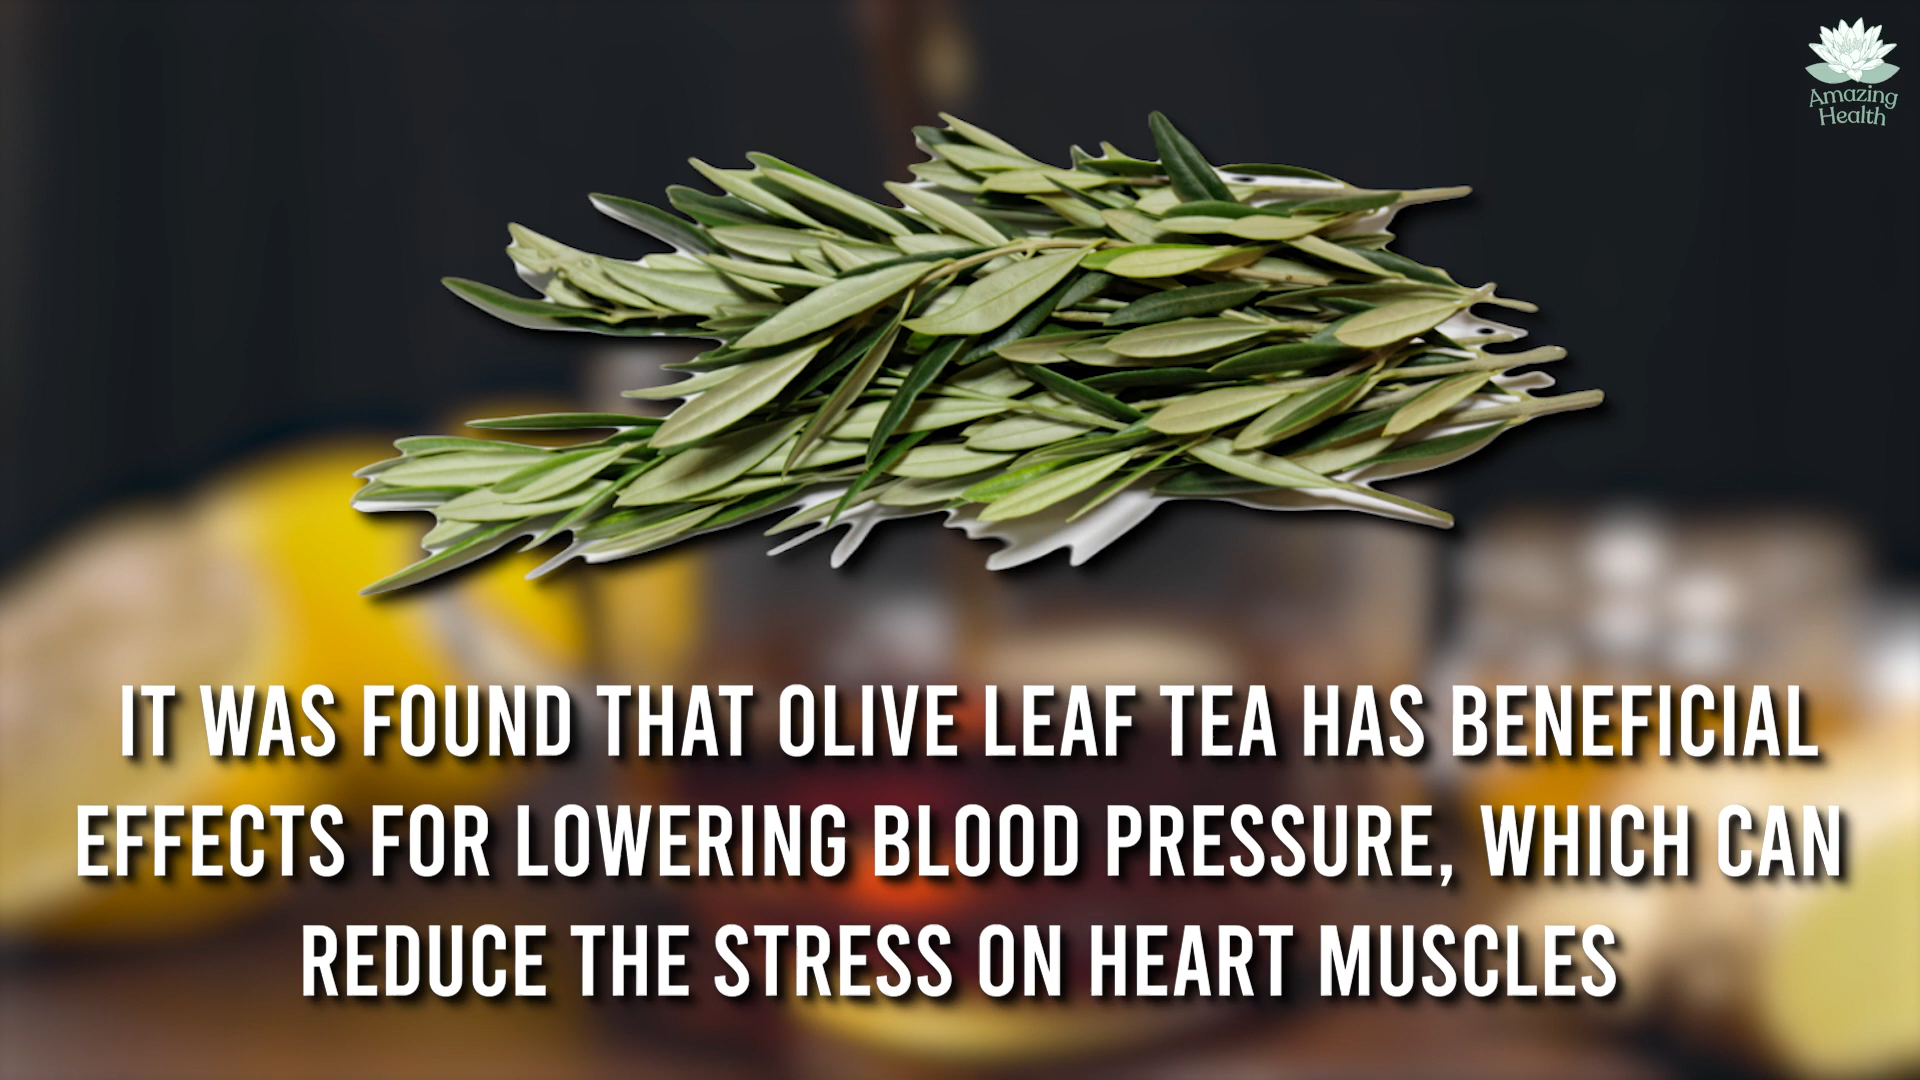 Amazing
Health
IT WAS FOUND THAT OLIVE LEAF TEA HAS BENEFICIAL
EFFECTS FOR LOWERING BLOOD PRESSURE, WHICH CAN
REDUCE THE STRESS ON HEART MUSCLES